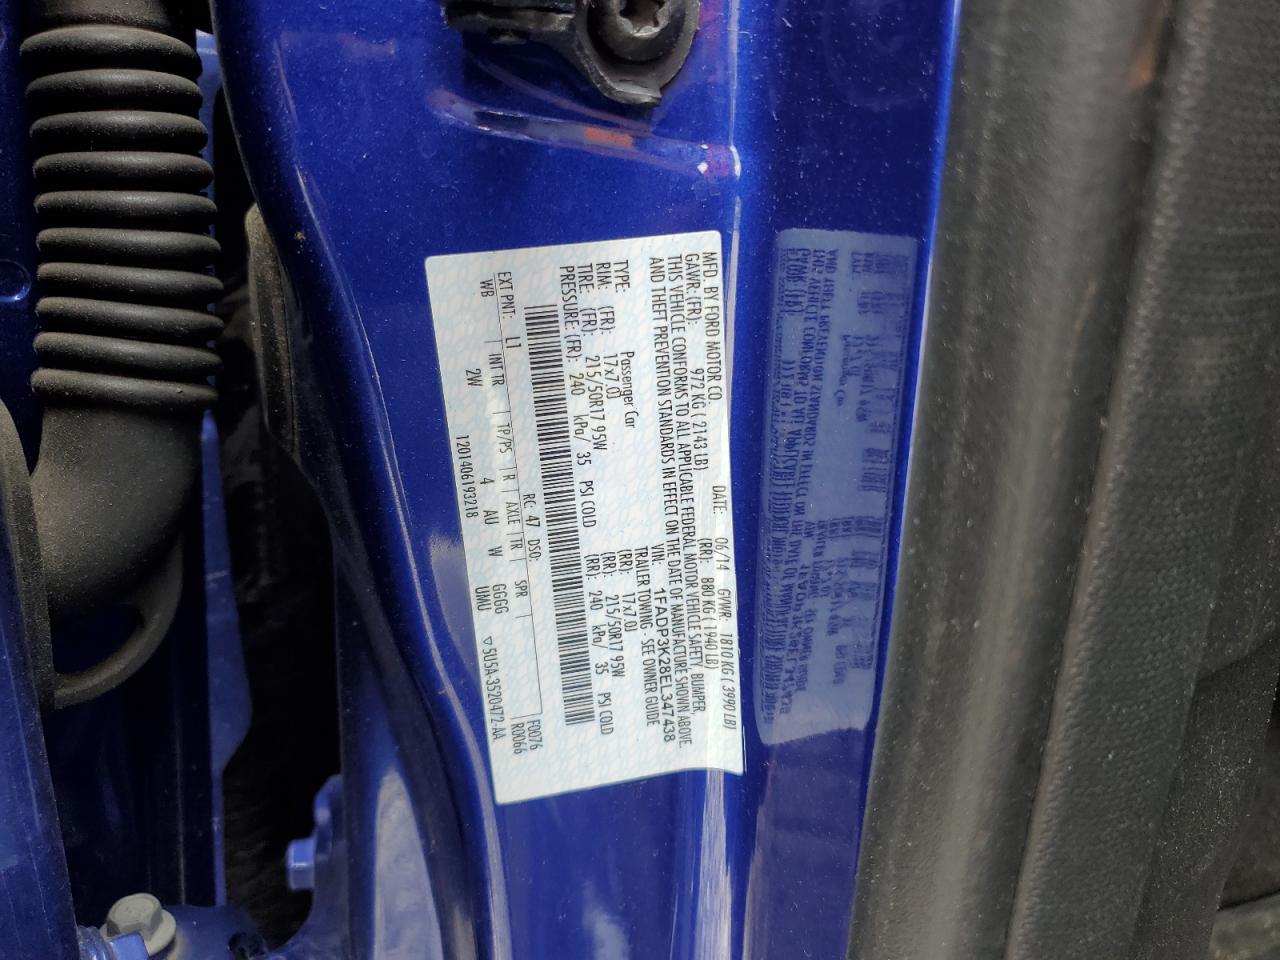 MFD. BY FORD MOTOR CO.
DATE: 06/14 GVWR: 1810 KG ( 3990 LB)
GAWR: (FR): 972 KG ( 2143 LB) (RR): 880 KG ( 1940 LB)
THIS VEHICLE CONFORMS TO ALL APPLICABLE FEDERAL MOTOR VEHICLE SAFETY, BUMPER,
AND THEFT PREVENTION STANDARDS IN EFFECT ON THE DATE OF MANUFACTURE SHOWN ABOVE.
VIN: 1FADP3K28EL347438
TYPE: Passenger Car TRAILER TOWING - SEE OWNER GUIDE
RIM: (FR): 17x7.0J (RR): 17x7.0J
TIRE: (FR): 215/50R17 95W (RR): 215/50R17 95W
PRESSURE: (FR): 240 kPa/ 35 PSI COLD (RR): 240 kPa/ 35 PSI COLD
F0076
R0066
EXT PNT: L1 RC: 47 DSO:
WB INT TR TP/PS R AXLE TR SPR
2W 4 AU W GGGG
UMU
1201406193218 ▽5U5A-3520472-AA